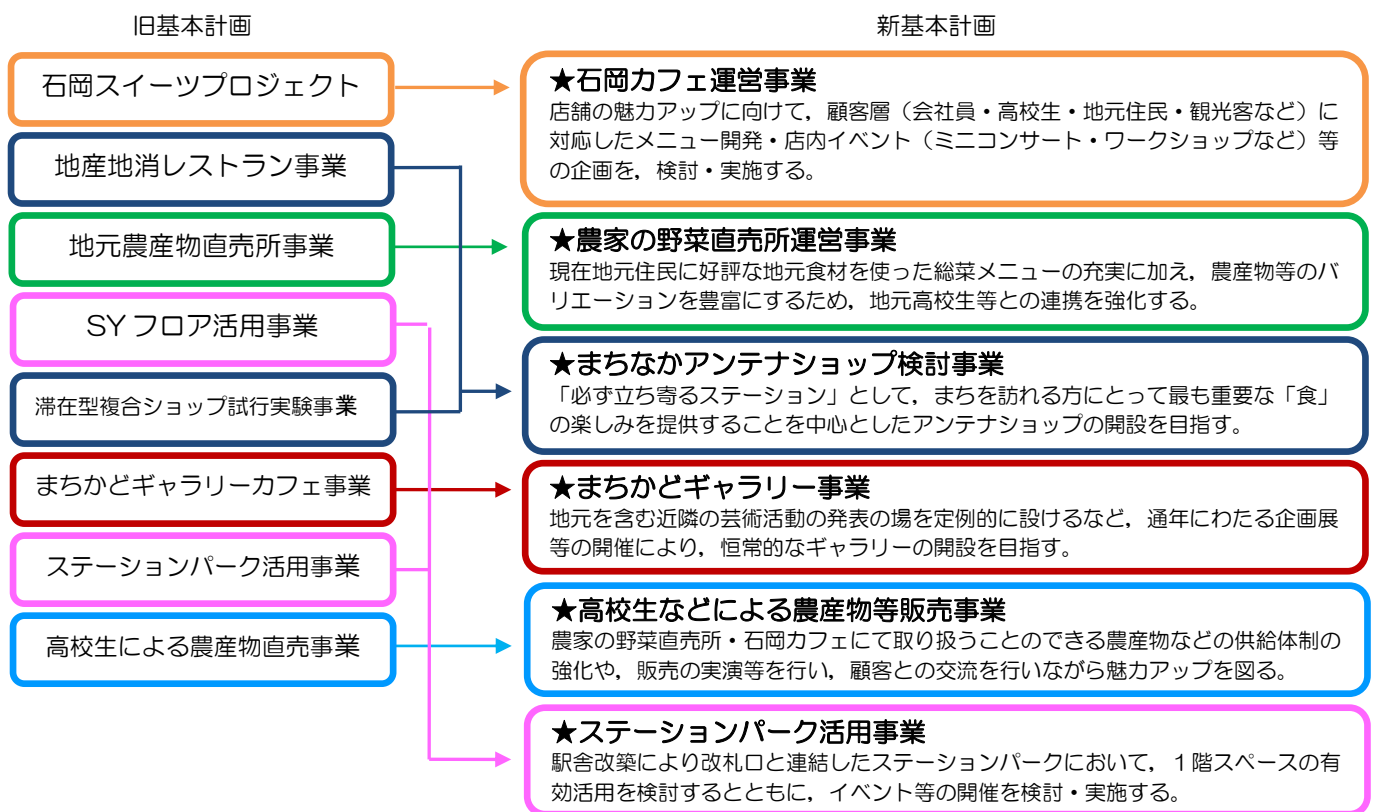 旧基本計画
新基本計画
石岡スイーツプロジェクト
地産地消レストラン事業
地元農産物直売所事業
SYフロア活用事業
滞在型複合ショップ試行実験事業
まちかどギャラリーカフェ事業
ステーションパーク活用事業
高校生による農産物直売事業
★石岡カフェ運営事業
店舗の魅力アップに向けて，顧客層（会社員・高校生・地元住民・観光客など）に
対応したメニュー開発・店内イベント（ミニコンサート・ワークショップなど）等
の企画を，検討・実施する。
★農家の野菜直売所運営事業
現在地元住民に好評な地元食材を使った総菜メニューの充実に加え，農産物等のバ
リエーションを豊富にするため，地元高校生等との連携を強化する。
★まちなかアンテナショップ検討事業
「必ず立ち寄るステーション」として，まちを訪れる方にとって最も重要な「食」
の楽しみを提供することを中心としたアンテナショップの開設を目指す。
★まちかどギャラリー事業
地元を含む近隣の芸術活動の発表の場を定例的に設けるなど，通年にわたる企画展
等の開催により，恒常的なギャラリーの開設を目指す。
★高校生などによる農産物等販売事業
農家の野菜直売所・石岡カフェにて取り扱うことのできる農産物などの供給体制の
強化や，販売の実演等を行い，顧客との交流を行いながら魅力アップを図る。
★ステーションパーク活用事業
駅舎改築により改札口と連結したステーションパークにおいて，１階スペースの有
効活用を検討するとともに，イベント等の開催を検討・実施する。